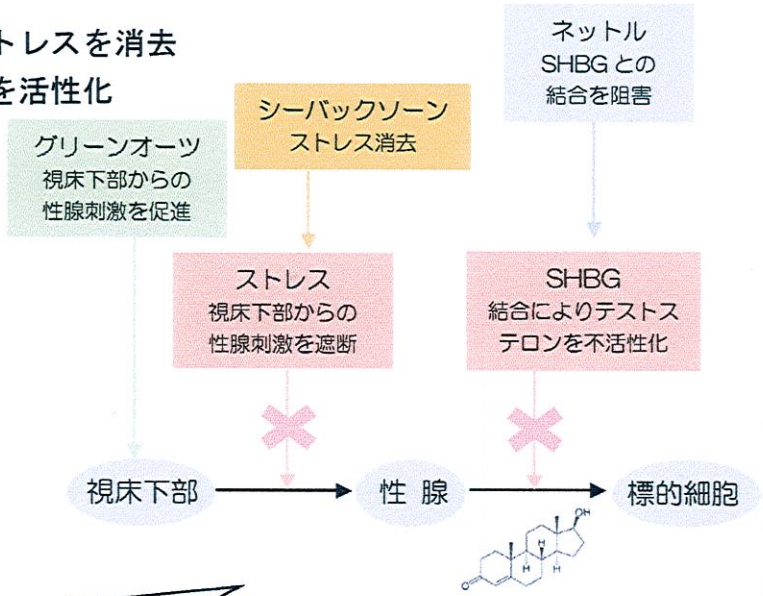 トレスを消去
を活性化
ネットル
SHBG との
結合を阻害
シーバックソーン
ストレス消去
グリーンオーツ
視床下部からの
性腺刺激を促進
ストレス
視床下部からの
性腺刺激を遮断
SHBG
結合によりテストス
テロンを不活性化
視床下部
性 腺
標的細胞
OH
H
H
H
O